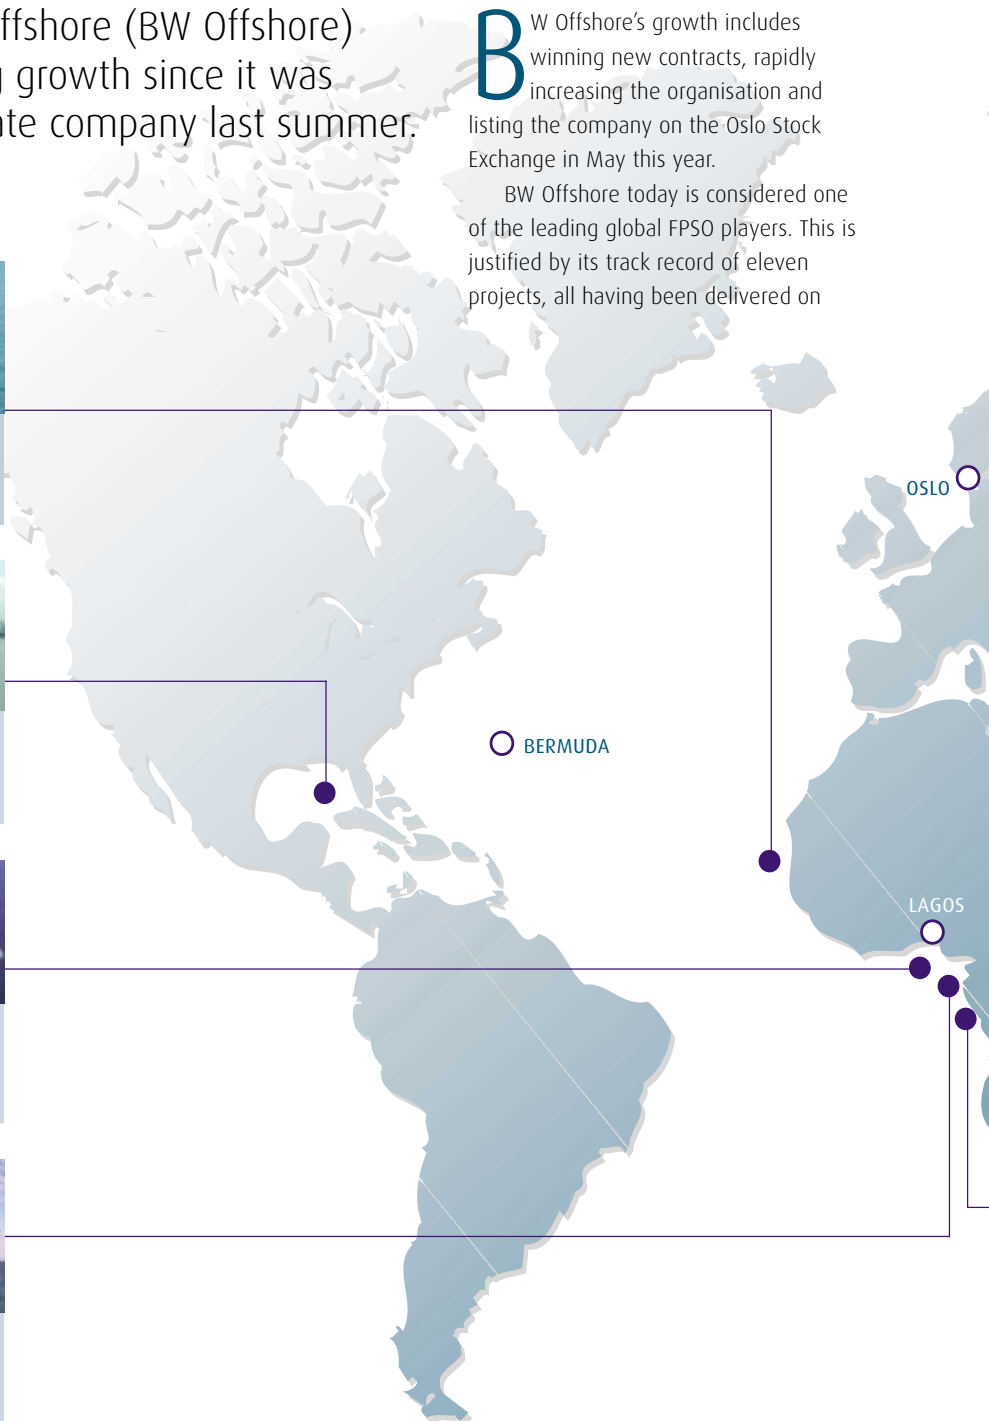 ffshore (BW Offshore)
growth since it was
ate company last summer.
BW Offshore's growth includes
winning new contracts, rapidly
increasing the organisation and
listing the company on the Oslo Stock
Exchange in May this year.
BW Offshore today is considered one
of the leading global FPSO players. This is
justified by its track record of eleven
projects, all having been delivered on
OSLO
BERMUDA
LAGOS